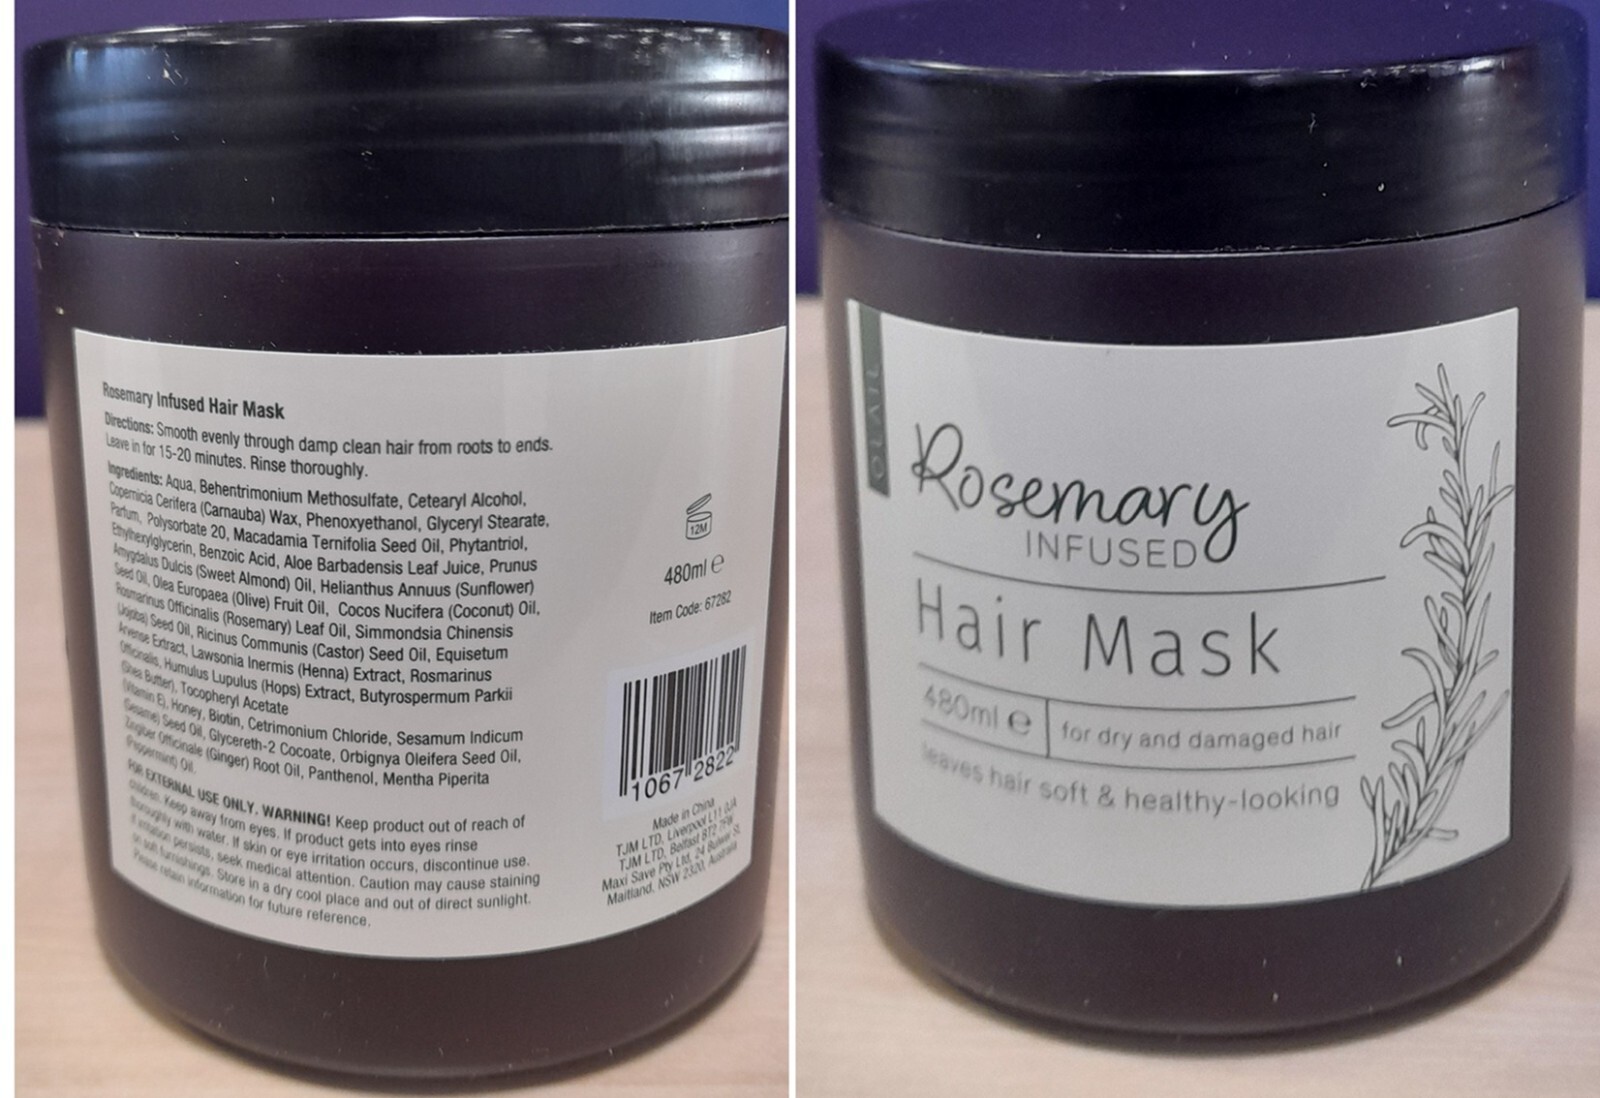 Rosemary Infused Hair Mask
Directions: Smooth evenly through damp clean hair from roots to ends.
Leave in for 15-20 minutes. Rinse thoroughly.
Ingredients: Aqua, Behentrimonium Methosulfate, Cetearyl Alcohol,
Copernicia Cerifera (Carnauba) Wax, Phenoxyethanol, Glyceryl Stearate,
Parfum, Polysorbate 20, Macadamia Ternifolia Seed Oil, Phytantriol,
Ethylhexylglycerin, Benzoic Acid, Aloe Barbadensis Leaf Juice, Prunus
Amygdalus Dulcis (Sweet Almond) Oil, Helianthus Annuus (Sunflower)
Seed Oil, Olea Europaea (Olive) Fruit Oil, Cocos Nucifera (Coconut) Oil,
Rosmarinus Officinalis (Rosemary) Leaf Oil, Simmondsia Chinensis
(Jojoba) Seed Oil, Ricinus Communis (Castor) Seed Oil, Equisetum
Arvense Extract, Lawsonia Inermis (Henna) Extract, Rosmarinus
Officinalis, Humulus Lupulus (Hops) Extract, Butyrospermum Parkii
(Shea Butter), Tocopheryl Acetate
(Vitamin E), Honey, Biotin, Cetrimonium Chloride, Sesamum Indicum
(Sesame) Seed Oil, Glycereth-2 Cocoate, Orbignya Oleifera Seed Oil,
Zingiber Officinale (Ginger) Root Oil, Panthenol, Mentha Piperita
(Peppermint) Oil.
FOR EXTERNAL USE ONLY. WARNING! Keep product out of reach of
children. Keep away from eyes. If product gets into eyes rinse
thoroughly with water. If skin or eye irritation occurs, discontinue use.
If irritation persists, seek medical attention. Caution may cause staining
on soft furnishings. Store in a dry cool place and out of direct sunlight.
Please retain information for future reference.
12M
480ml e
Item Code: 67282
1067 2822
Made in China
TJM LTD, Liverpool L11 0JA
TJM LTD, Belfast BT2 7FW
Maxi Save Pty Ltd, 24 Bulwer St,
Maitland, NSW 2320, Australia
Rosemary
INFUSED
Hair Mask
480ml e
for dry and damaged hair
leaves hair soft & healthy-looking